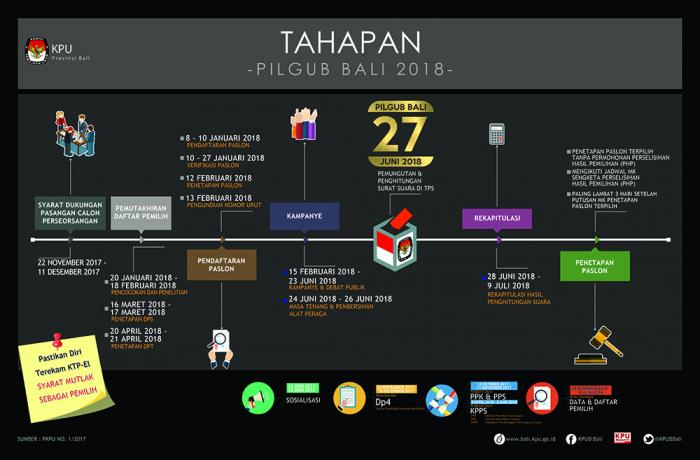 KPU
Provinsi Bali
TAHAPAN
-PILGUB BALI 2018-
SYARAT DUKUNGAN
PASANGAN CALON
PERSEORSANGAN
22 NOVEMBER 2017 -
11 DESEMBER 2017
PEMUTAKHIRAN
DAFTAR PEMILIH
20 JANUARI 2018 -
18 FEBRUARI 2018
PENCOCOKAN DAN PENELITIAN
16 MARET 2018 -
17 MARET 2018
PENETAPAN DPS
20 APRIL 2018 -
21 APRIL 2018
PENETAPAN DPT
8 - 10 JANUARI 2018
PENDAFTARAN PASLON
10 - 27 JANUARI 2018
VERIFIKASI PASLON
12 FEBRUARI 2018
PENETAPAN PASLON
13 FEBRUARI 2018
PENGUNDIAN NOMOR URUT
PENDAFTARAN
PASLON
KAMPANYE
15 FEBRUARI 2018 -
23 JUNI 2018
KAMPANYE & DEBAT PUBLIK
24 JUNI 2018 - 26 JUNI 2018
MASA TENANG & PEMBERSIHAN
ALAT PERAGA
PILGUB BALI
27
JUNI 2018
PEMUNGUTAN &
PENGHITUNGAN
SURAT SUARA DI TPS
KPU
REKAPITULASI
28 JUNI 2018 -
9 JULI 2018
REKAPITULASI HASIL
PENGHITUNGAN SUARA
PENETAPAN PASLON TERPILIH
TANPA PERMOHONAN PERSELISIHAN
HASIL PEMILIHAN (PHP)
MENGIKUTI JADWAL MK
SENGKETA PERSELISIHAN
HASIL PEMILIHAN (PHP)
PALING LAMBAT 3 HARI SETELAH
PUTUSAN MK PENETAPAN
PASLON TERPILIH
PENETAPAN
PASLON
Pastikan Diri
Terekam KTP-El
SYARAT MUTLAK
SEBAGAI PEMILIH
SOSIALISASI
Dp4
PPK & PPS
KPPS
DATA & DAFTAR
PEMILIH
SUMBER : PKPU NO. 1/2017
www.bali.kpu.go.id
KPUD Bali
KPU
@KPUDBali